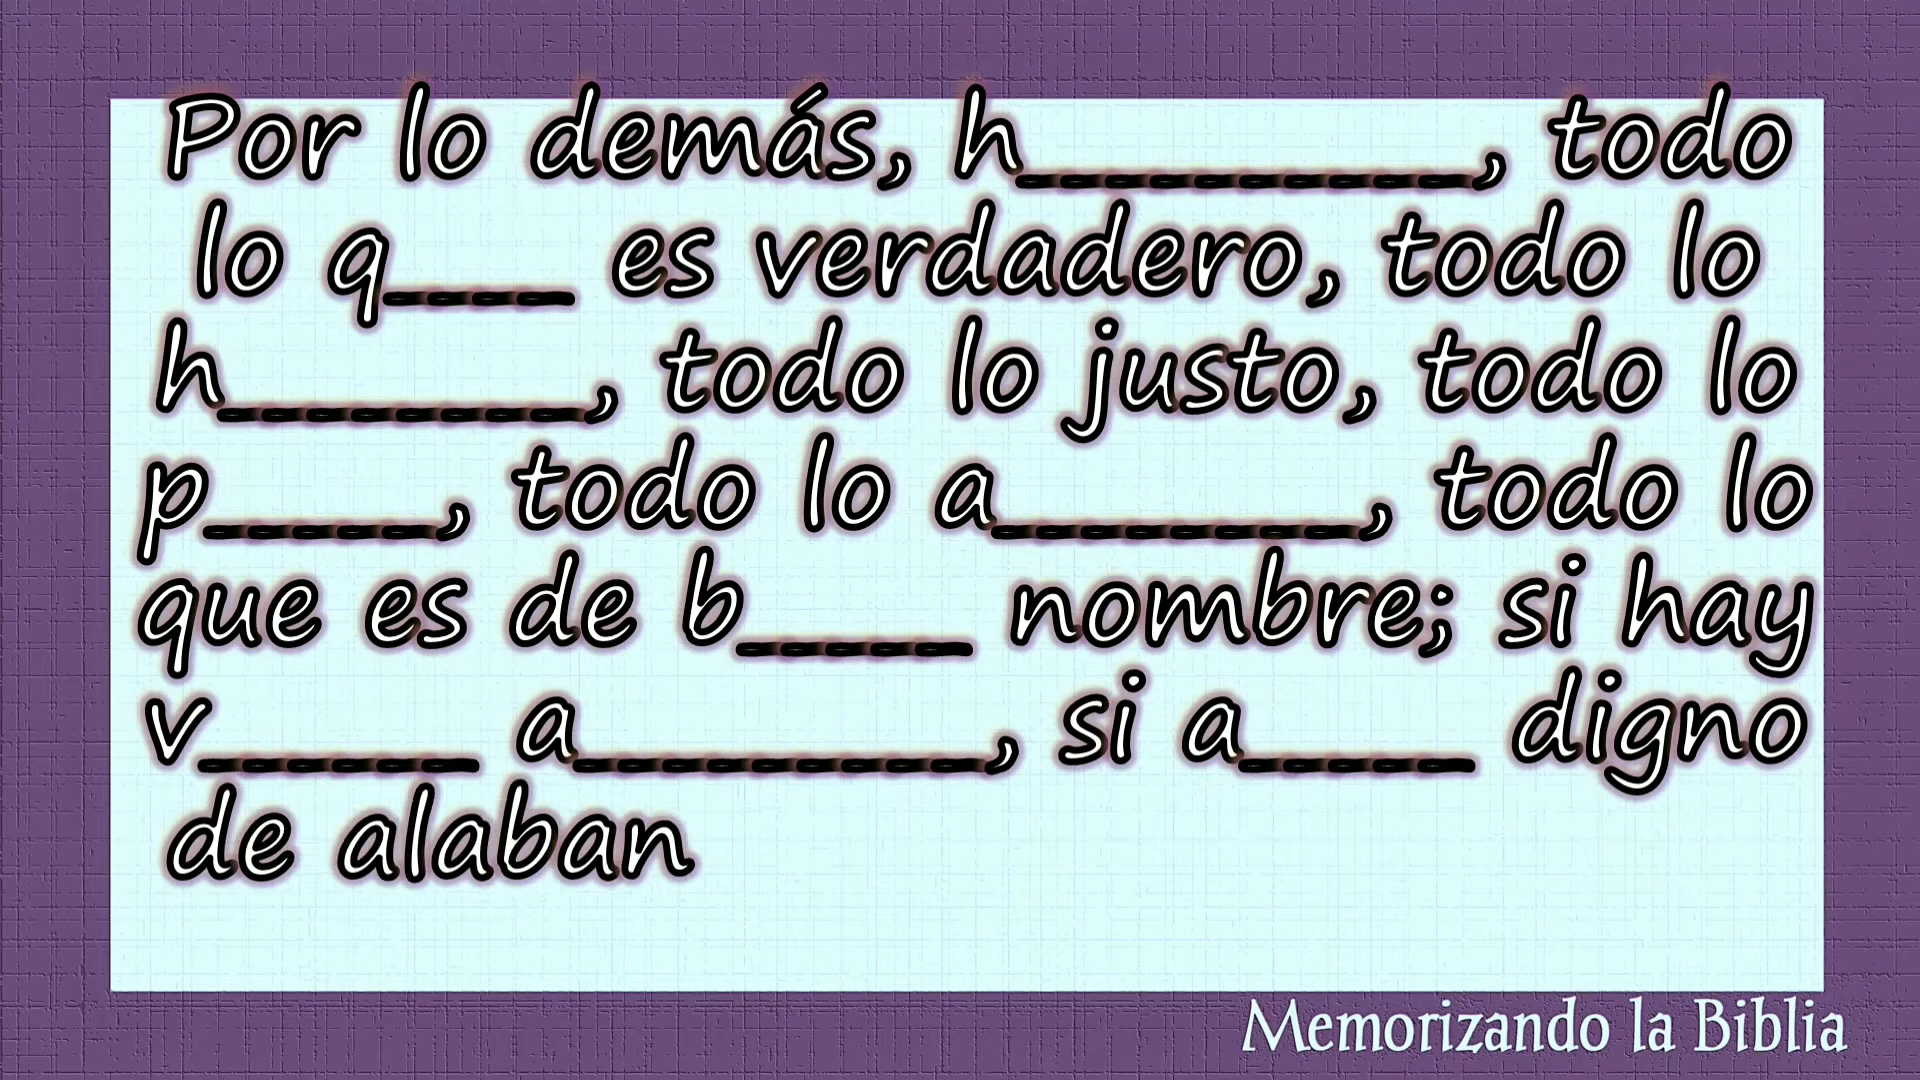 Por lo demás, h__________, todo
lo q____ es verdadero, todo lo
h________, todo lo justo, todo lo
p_____, todo lo a________, todo lo
que es de b_____ nombre; si hay
v______ a_________, si a_____ digno
de alaban
Memorizando la Biblia